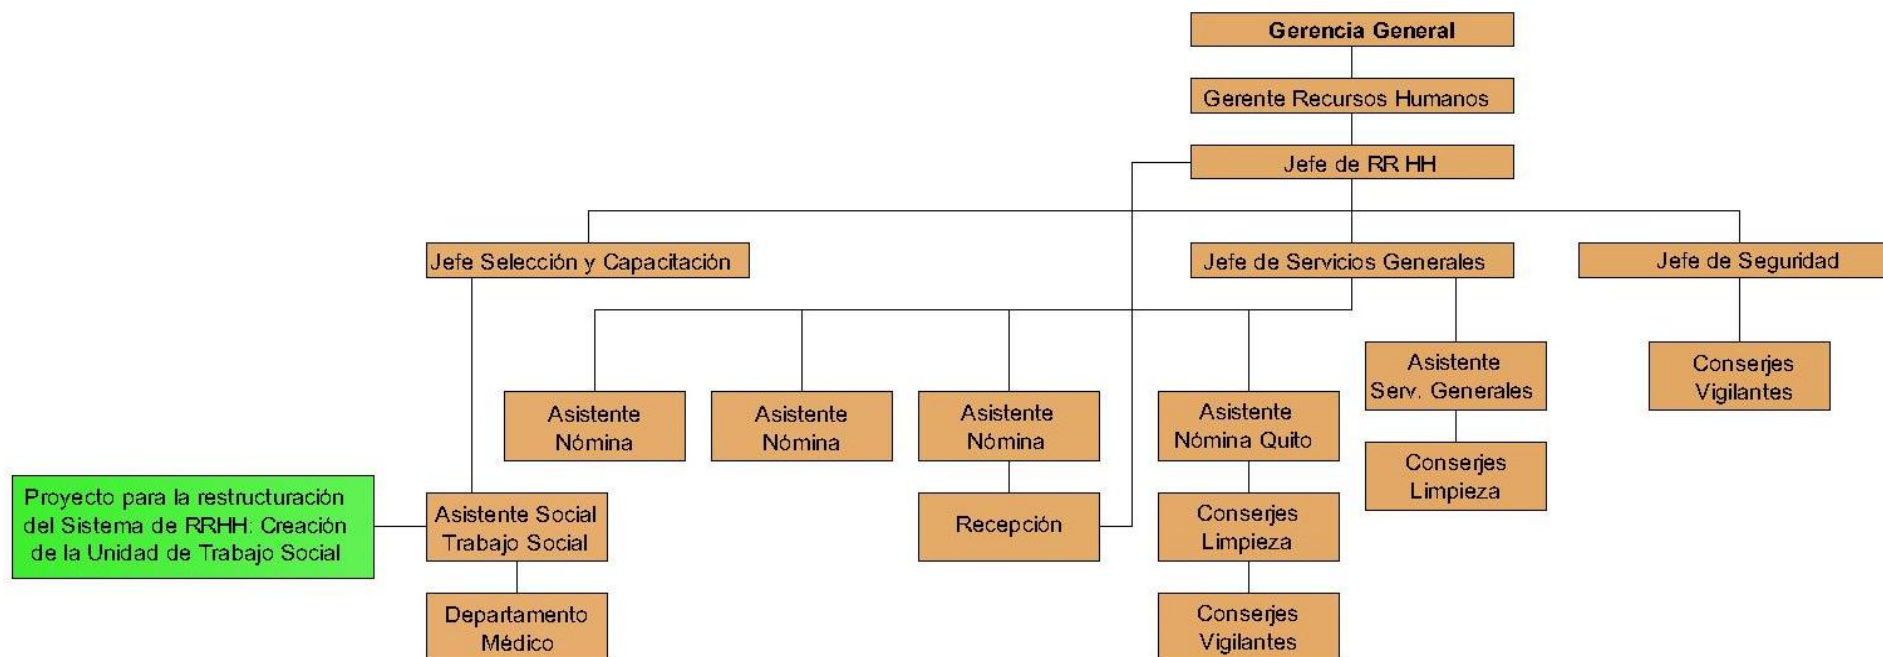 Gerencia General
Gerente Recursos Humanos
Jefe de RR HH
Jefe Selección y Capacitación
Jefe de Servicios Generales
Jefe de Seguridad
Asistente
Serv. Generales
Conserjes
Vigilantes
Asistente
Nómina
Asistente
Nómina
Asistente
Nómina
Asistente
Nómina Quito
Conserjes
Limpieza
Proyecto para la restructuración
del Sistema de RRHH: Creación
de la Unidad de Trabajo Social
Asistente Social
Trabajo Social
Recepción
Conserjes
Limpieza
Departamento
Médico
Conserjes
Vigilantes